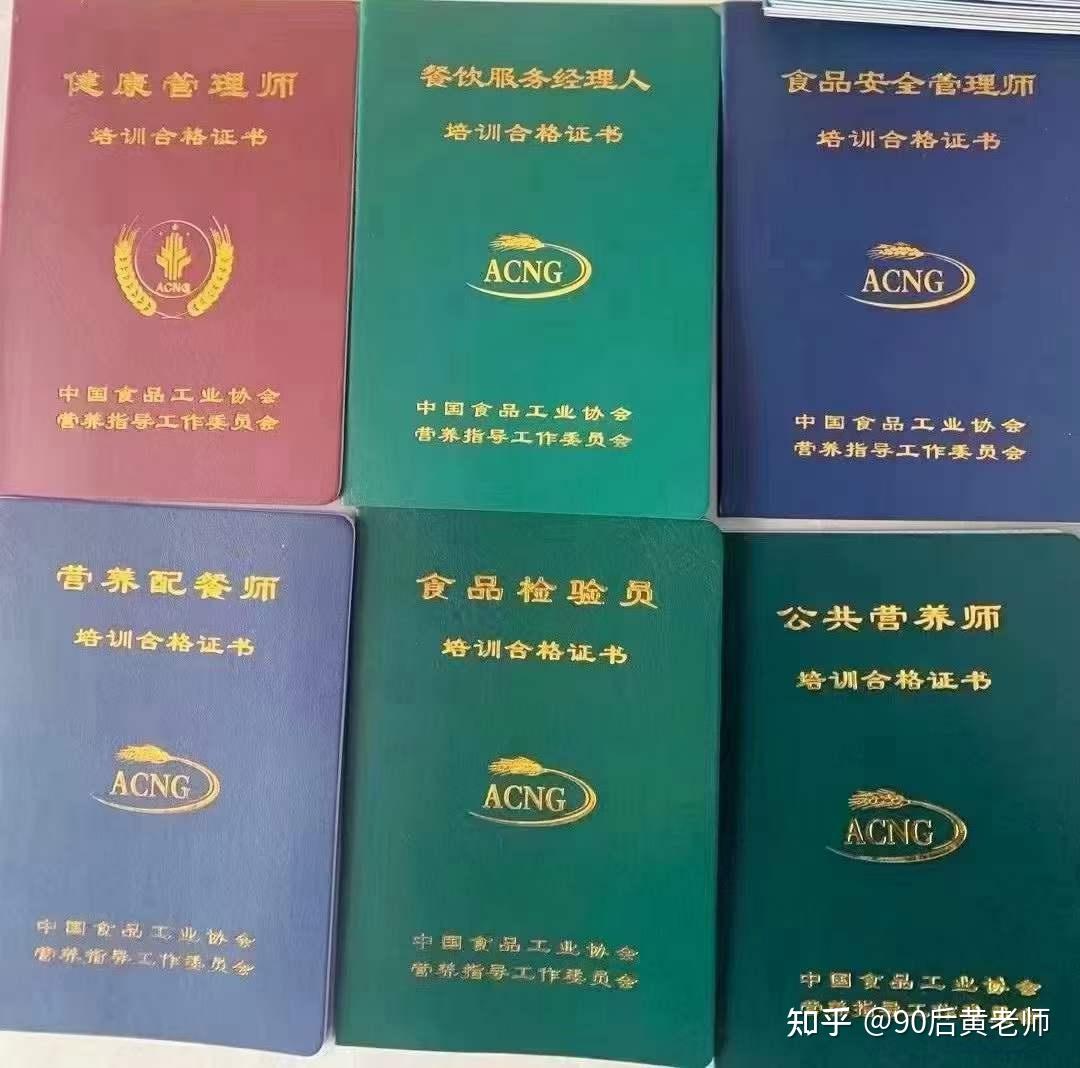 健康管理师
培训合格证书
ACNG
中国食品工业协会
营养指导工作委员会
餐饮服务经理人
培训合格证书
ACNG
中国食品工业协会
营养指导工作委员会
食品安全管理师
培训合格证书
ACNG
中国食品工业协会
营养指导工作委员会
营养配餐师
培训合格证书
ACNG
中国食品工业协会
营养指导工作委员会
食品检验员
培训合格证书
ACNG
中国食品工业协会
营养指导工作委员会
公共营养师
培训合格证书
ACNG
中国食品工业协会
营养指导工作委员会
知乎 @90后黄老师